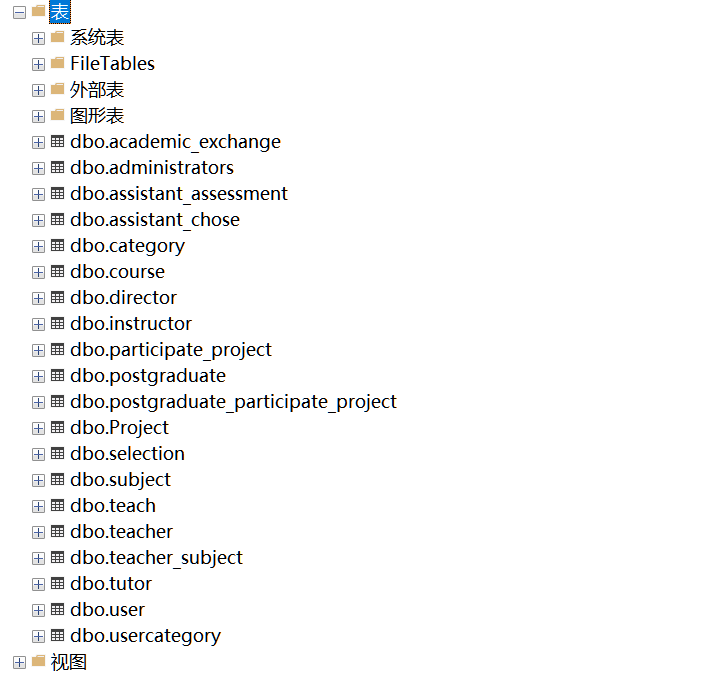 表
系统表
FileTables
外部表
图形表
dbo.academic_exchange
dbo.administrators
dbo.assistant_assessment
dbo.assistant_chose
dbo.category
dbo.course
dbo.director
dbo.instructor
dbo.participate_project
dbo.postgraduate
dbo.postgraduate_participate_project
dbo.Project
dbo.selection
dbo.subject
dbo.teach
dbo.teacher
dbo.teacher_subject
dbo.tutor
dbo.user
dbo.usercategory
视图